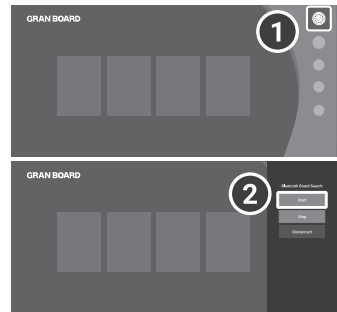 GRAN BOARD
1
GRAN BOARD
2
Bluetooth Board Search
Start
Stop
Disconnect